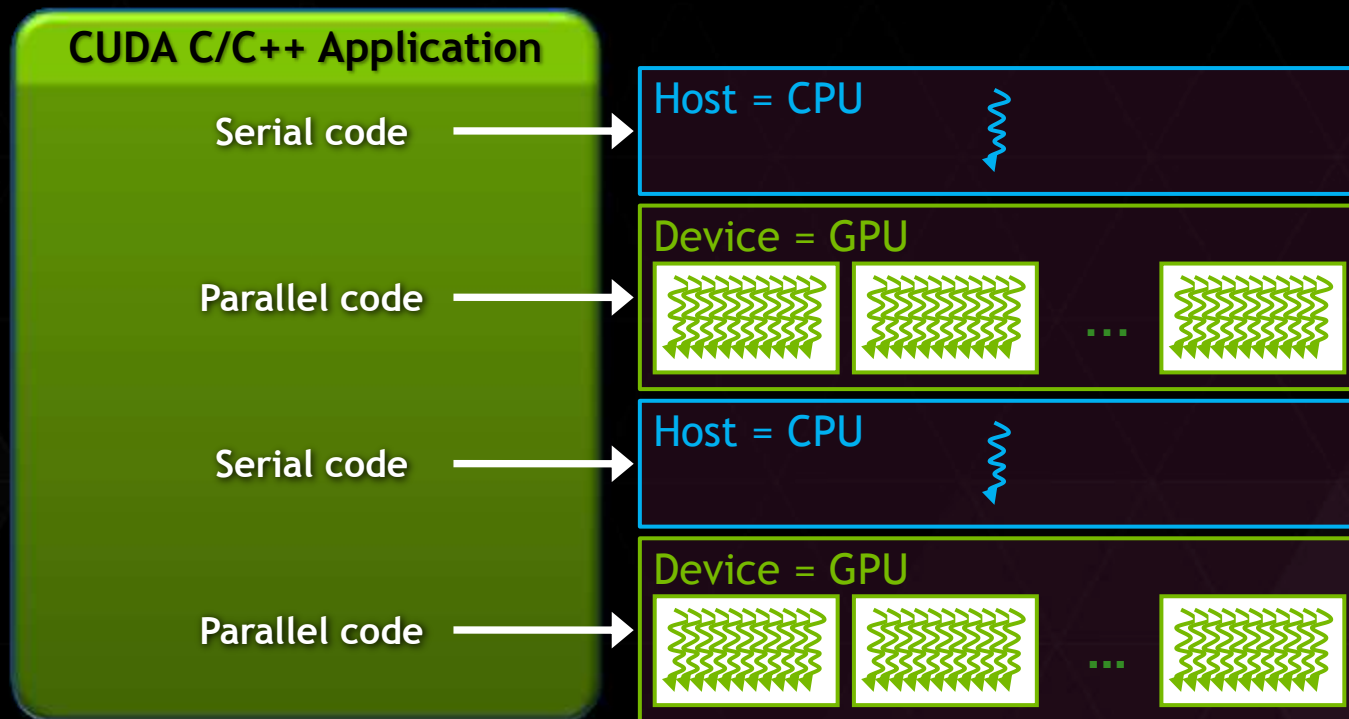 CUDA C/C++ Application
Serial code
Host = CPU
Parallel code
Device = GPU
...
Serial code
Host = CPU
Parallel code
Device = GPU
...